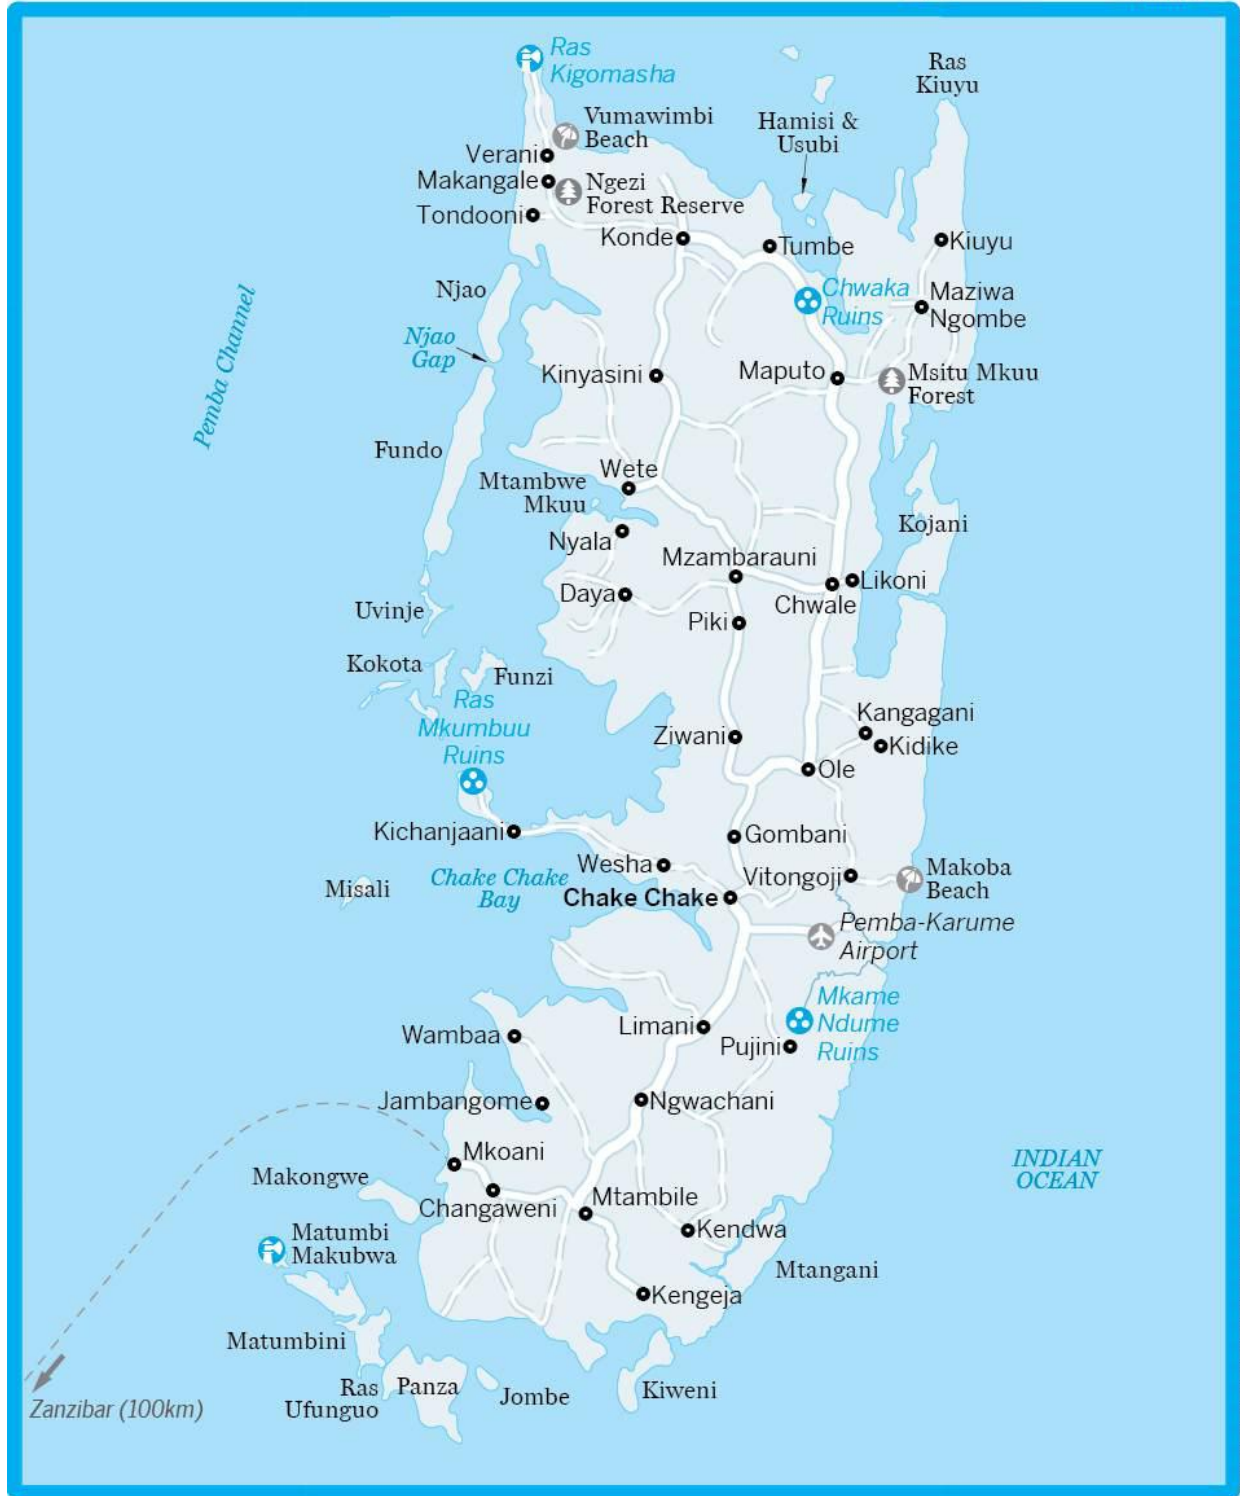 Ras
Kigomasha
Ras
Kiuyu
Vumawimbi
Beach
Hamisi &
Usubi
Verani
Makangale
Ngezi
Forest Reserve
Tondooni
Konde
Tumbe
Kiuyu
Njao
Chwaka
Ruins
Maziwa
Ngombe
Pemba Channel
Njao
Gap
Kinyasini
Maputo
Msitu Mkuu
Forest
Fundo
Wete
Mtambwe
Mkuu
Kojani
Nyala
Mzambarauni
Likoni
Daya
Chwale
Uvinje
Piki
Kokota
Funzi
Ras
Mkumbuu
Ruins
Kangagani
Ziwani
Kidike
Ole
Kichanjaani
Gombani
Wesha
Vitongoji
Makoba
Beach
Misali
Chake Chake
Bay
Chake Chake
Pemba-Karume
Airport
Mkame
Ndume
Ruins
Limani
Wambaa
Pujini
Jambangome
Ngwachani
Mkoani
INDIAN
OCEAN
Makongwe
Changaweni
Mtambile
Matumbi
Makubwa
Kendwa
Mtangani
Kengeja
Matumbini
Ras
Ufunguo
Panza
Jombe
Kiweni
Zanzibar (100km)